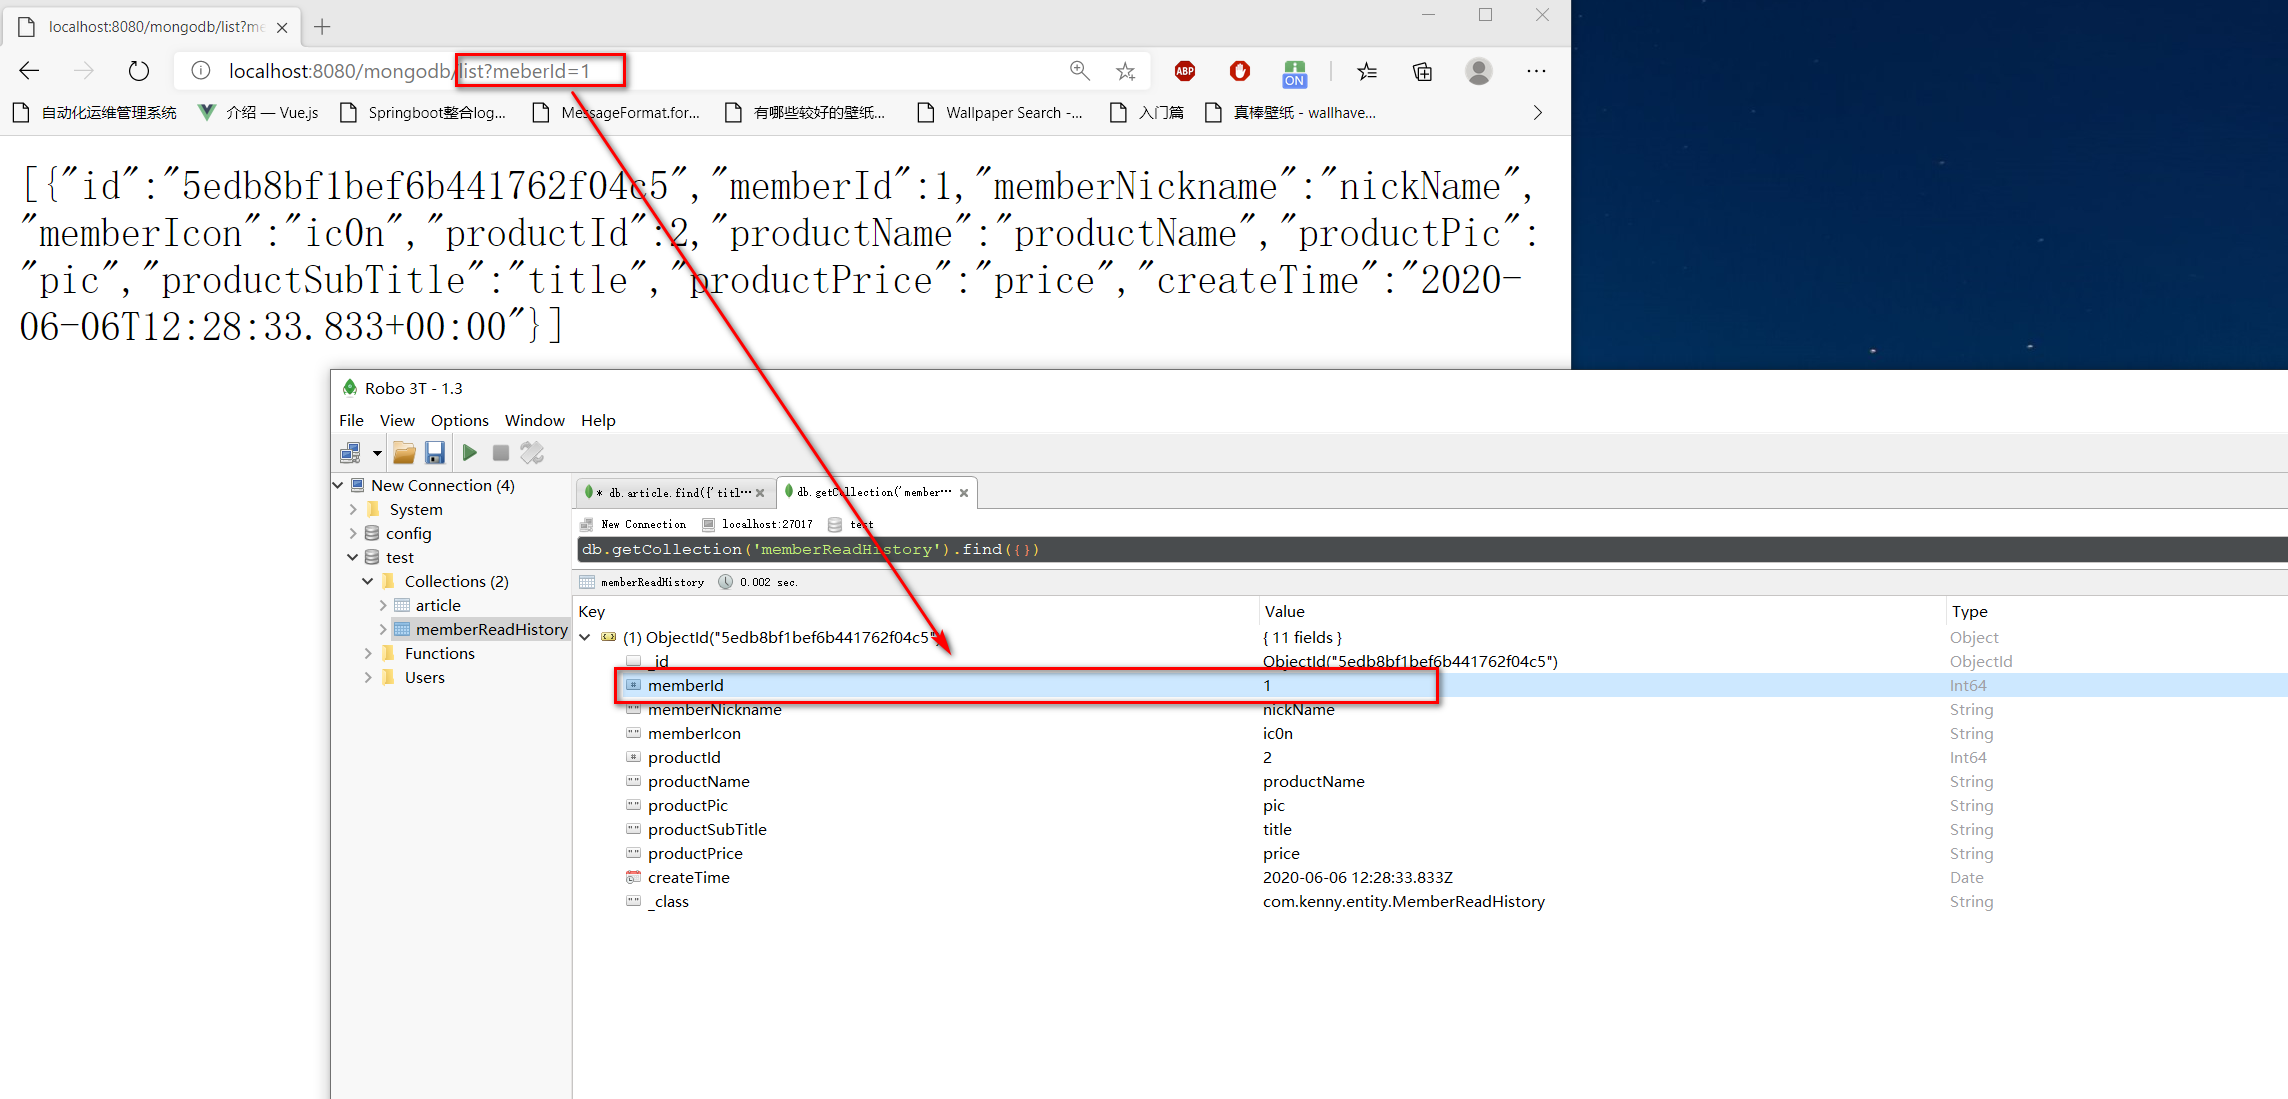 localhost:8080/mongodb/list?me
localhost:8080/mongodb/list?meberId=1
ABP
ON
自动化运维管理系统 介绍 — Vue.js Springboot整合log... MessageFormat.for... 有哪些较好的壁纸... Wallpaper Search -... 入门篇 真棒壁纸 - wallhave...
[{"id":"5edb8bf1bef6b441762f04c5","memberId":1,"memberNickname":"nickName",
"memberIcon":"ic0n","productId":2,"productName":"productName","productPic":
"pic","productSubTitle":"title","productPrice":"price","createTime":"2020-
06-06T12:28:33.833+00:00"}]
Robo 3T - 1.3
File View Options Window Help
New Connection (4)
System
config
test
Collections (2)
article
memberReadHistory
Functions
Users
* db.article.find({'titl... db.getCollection('member...
New Connection localhost:27017 test
db.getCollection('memberReadHistory').find({})
memberReadHistory 0.002 sec.
Key Value Type
(1) ObjectId("5edb8bf1bef6b441762f04c5") { 11 fields } Object
_id ObjectId("5edb8bf1bef6b441762f04c5") ObjectId
memberId 1 Int64
memberNickname nickName String
memberIcon ic0n String
productId 2 Int64
productName productName String
productPic pic String
productSubTitle title String
productPrice price String
createTime 2020-06-06 12:28:33.833Z Date
_class com.kenny.entity.MemberReadHistory String